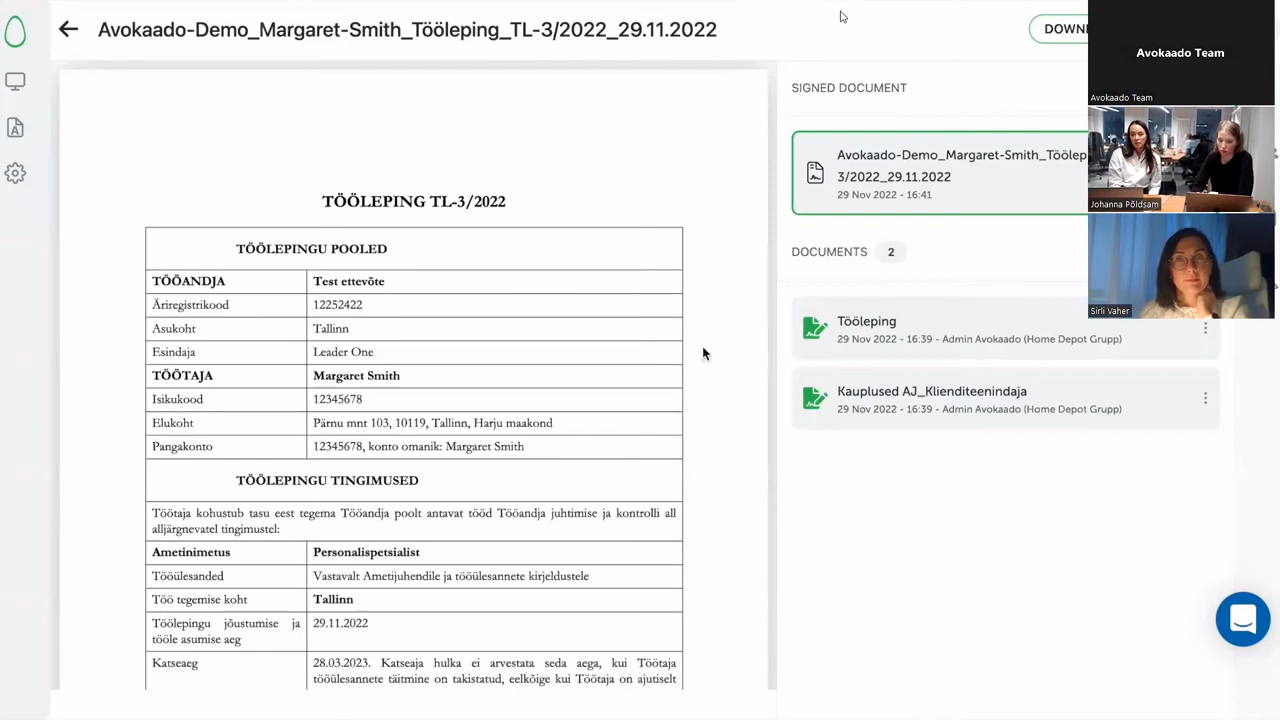 Avokaado-Demo_Margaret-Smith_Tööleping_TL-3/2022_29.11.2022
TÖÖLEPING TL-3/2022
TÖÖLEPINGU POOLED
TÖÖANDJA Test ettevõte
Äriregistrikood 12252422
Asukoht Tallinn
Esindaja Leader One
TÖÖTAJA Margaret Smith
Isikukood 12345678
Elukoht Pärnu mnt 103, 10119, Tallinn, Harju maakond
Pangakonto 12345678, konto omanik: Margaret Smith
TÖÖLEPINGU TINGIMUSED
Töötaja kohustub tasu eest tegema Tööandja poolt antavat tööd Tööandja juhtimise ja kontrolli all
alljärgnevatel tingimustel:
Ametinimetus Personalispetsialist
Tööülesanded Vastavalt Ametijuhendile ja tööülesannete kirjeldustele
Töö tegemise koht Tallinn
Töölepingu jõustumise ja 29.11.2022
tööle asumise aeg
Katseaeg 28.03.2023. Katseaja hulka ei arvestata seda aega, kui Töötaja
tööülesannete täitmine on takistatud, eelkõige kui Töötaja on ajutiselt
DOWN
SIGNED DOCUMENT
Avokaado-Demo_Margaret-Smith_Töölep
3/2022_29.11.2022
29 Nov 2022 - 16:41
DOCUMENTS 2
Tööleping
29 Nov 2022 - 16:39 - Admin Avokaado (Home Depot Grupp)
Kauplused AJ_Klienditeenindaja
29 Nov 2022 - 16:39 - Admin Avokaado (Home Depot Grupp)
Avokaado Team
Avokaado Team
Johanna Põldsam
Sirli Vaher